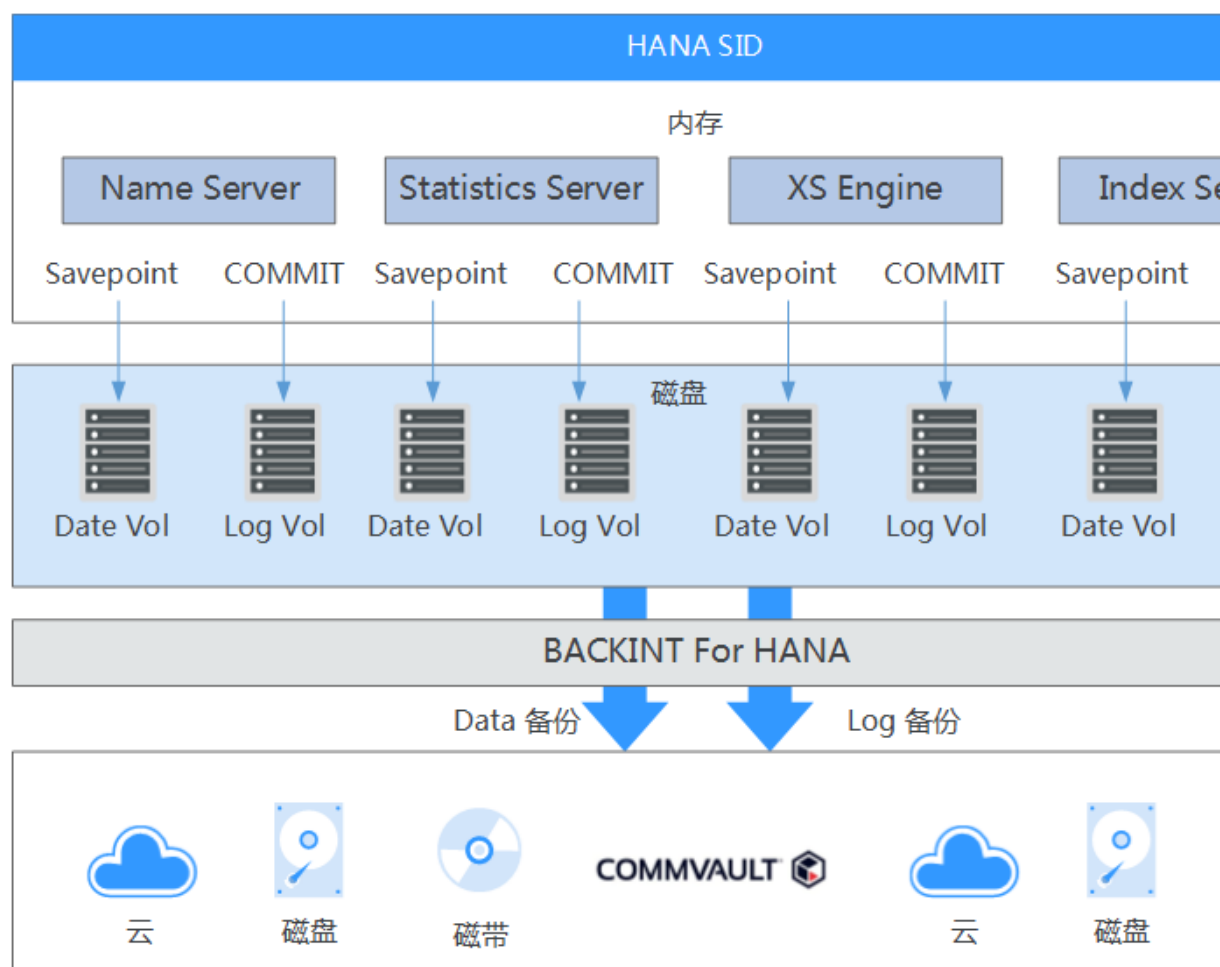 HANA SID
内存
Name Server Statistics Server XS Engine Index Se
Savepoint COMMIT Savepoint COMMIT Savepoint COMMIT Savepoint
磁盘
Date Vol Log Vol Date Vol Log Vol Date Vol Log Vol Date Vol
BACKINT For HANA
Data 备份 Log 备份
COMMVAULT
云 磁盘 磁带 云 磁盘